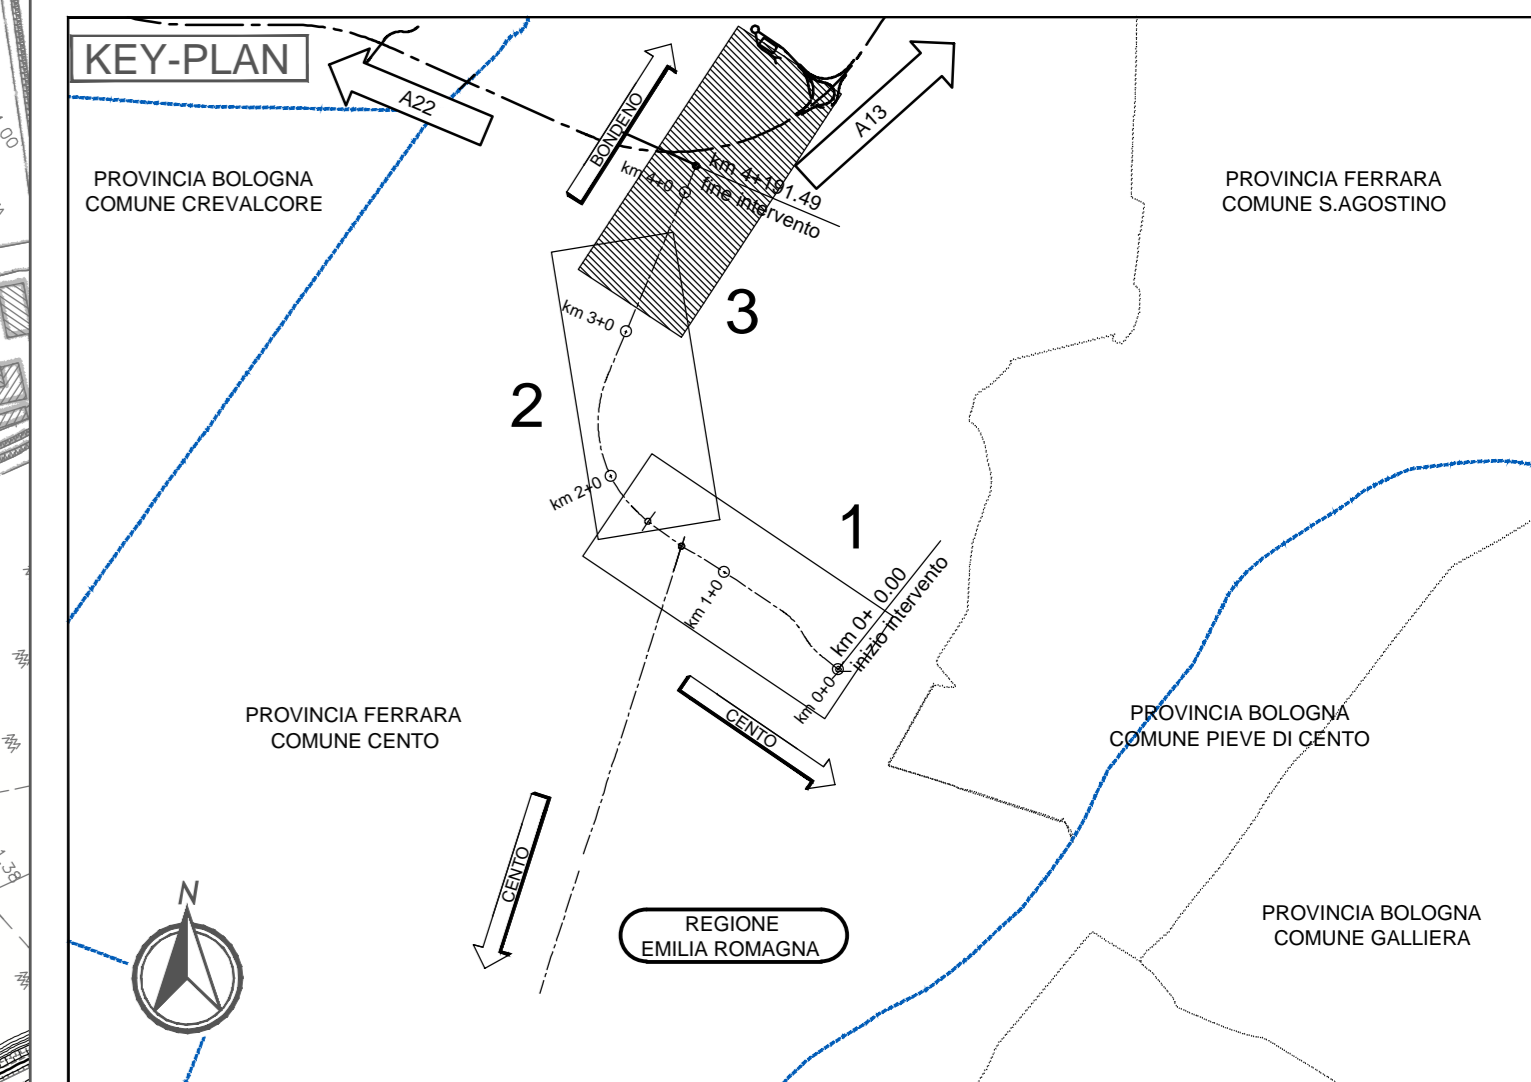 KEY-PLAN
A22
BONDENO
A13
km 4+191.49
fine intervento
km 4+0
PROVINCIA BOLOGNA
COMUNE CREVALCORE
PROVINCIA FERRARA
COMUNE S.AGOSTINO
3
km 3+0
2
km 2+0
1
km 1+0
km 0+ 0.00
inizio intervento
km 0+0
CENTO
PROVINCIA FERRARA
COMUNE CENTO
PROVINCIA BOLOGNA
COMUNE PIEVE DI CENTO
CENTO
N
REGIONE
EMILIA ROMAGNA
PROVINCIA BOLOGNA
COMUNE GALLIERA